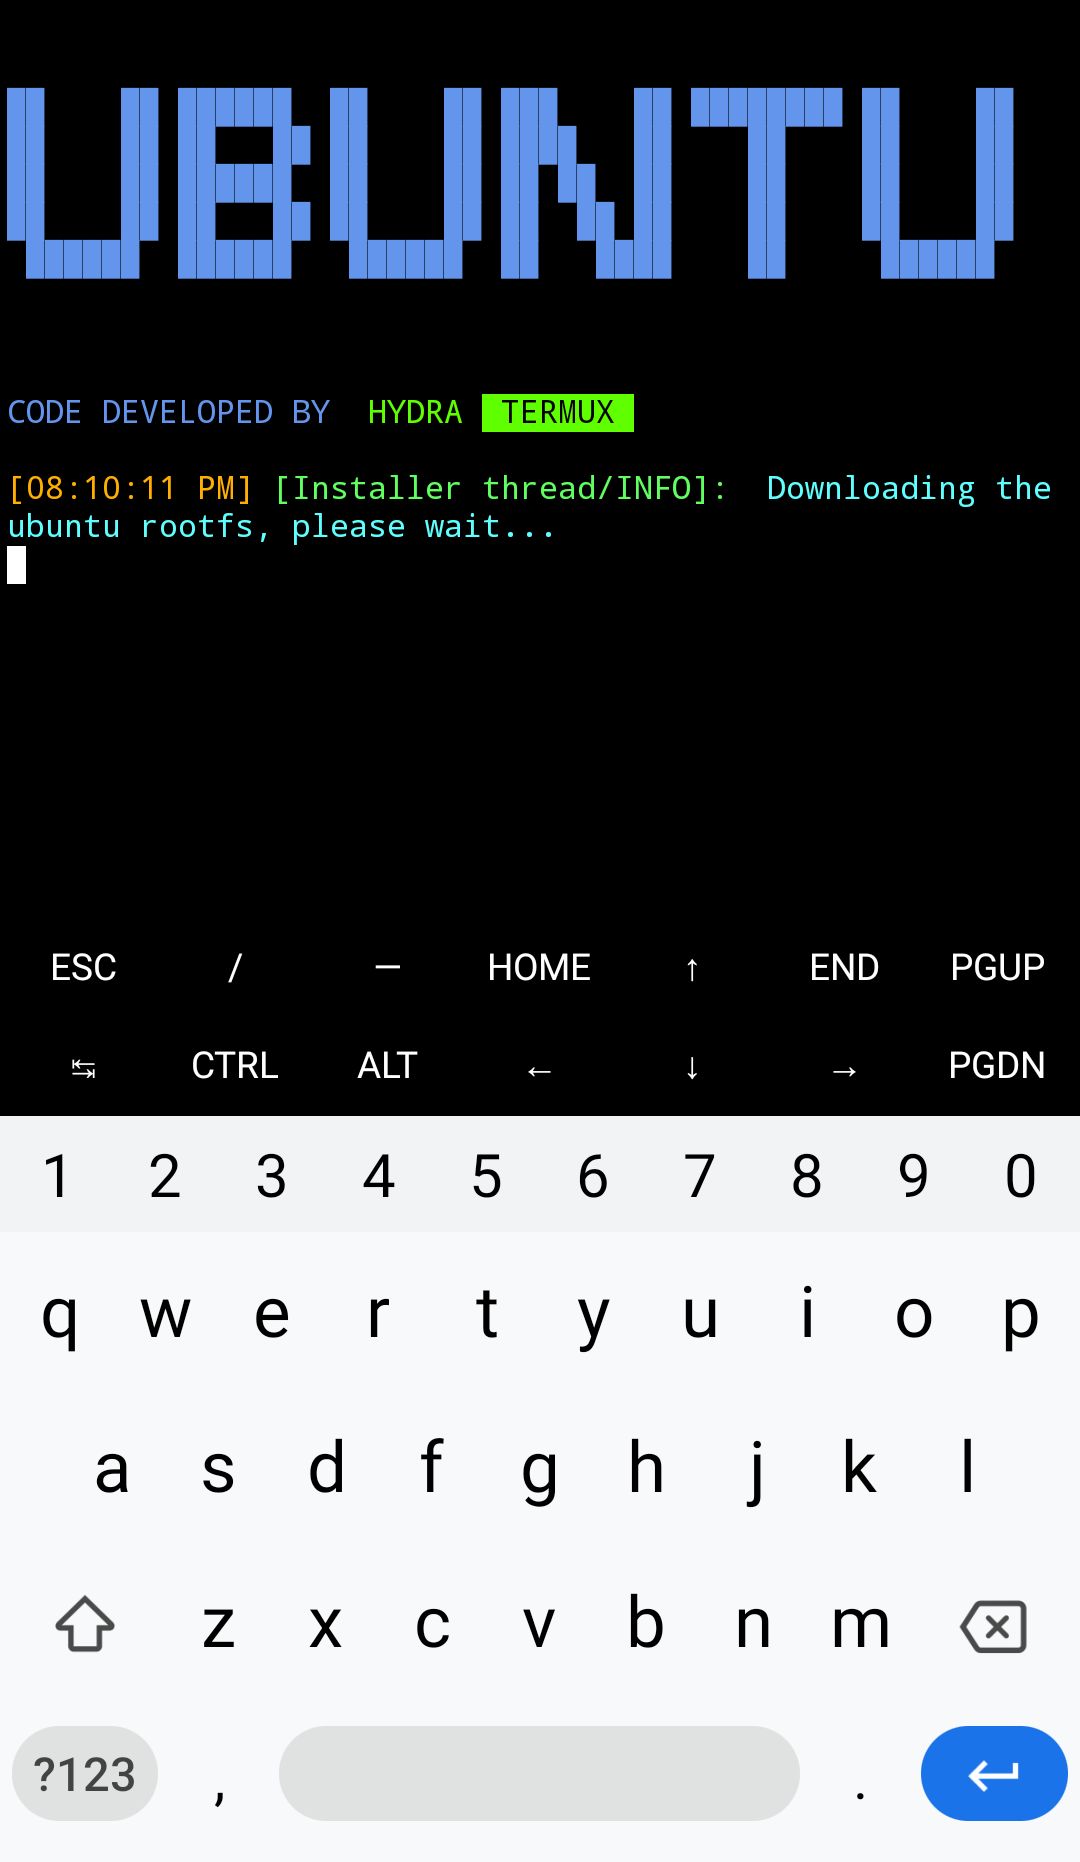 UBUNTU
CODE DEVELOPED BY  HYDRA  TERMUX
[08:10:11 PM] [Installer thread/INFO]:  Downloading the
ubuntu rootfs, please wait...
ESC / — HOME ↑ END PGUP
↹ CTRL ALT ← ↓ → PGDN
1 2 3 4 5 6 7 8 9 0
q w e r t y u i o p
a s d f g h j k l
z x c v b n m
?123 , .